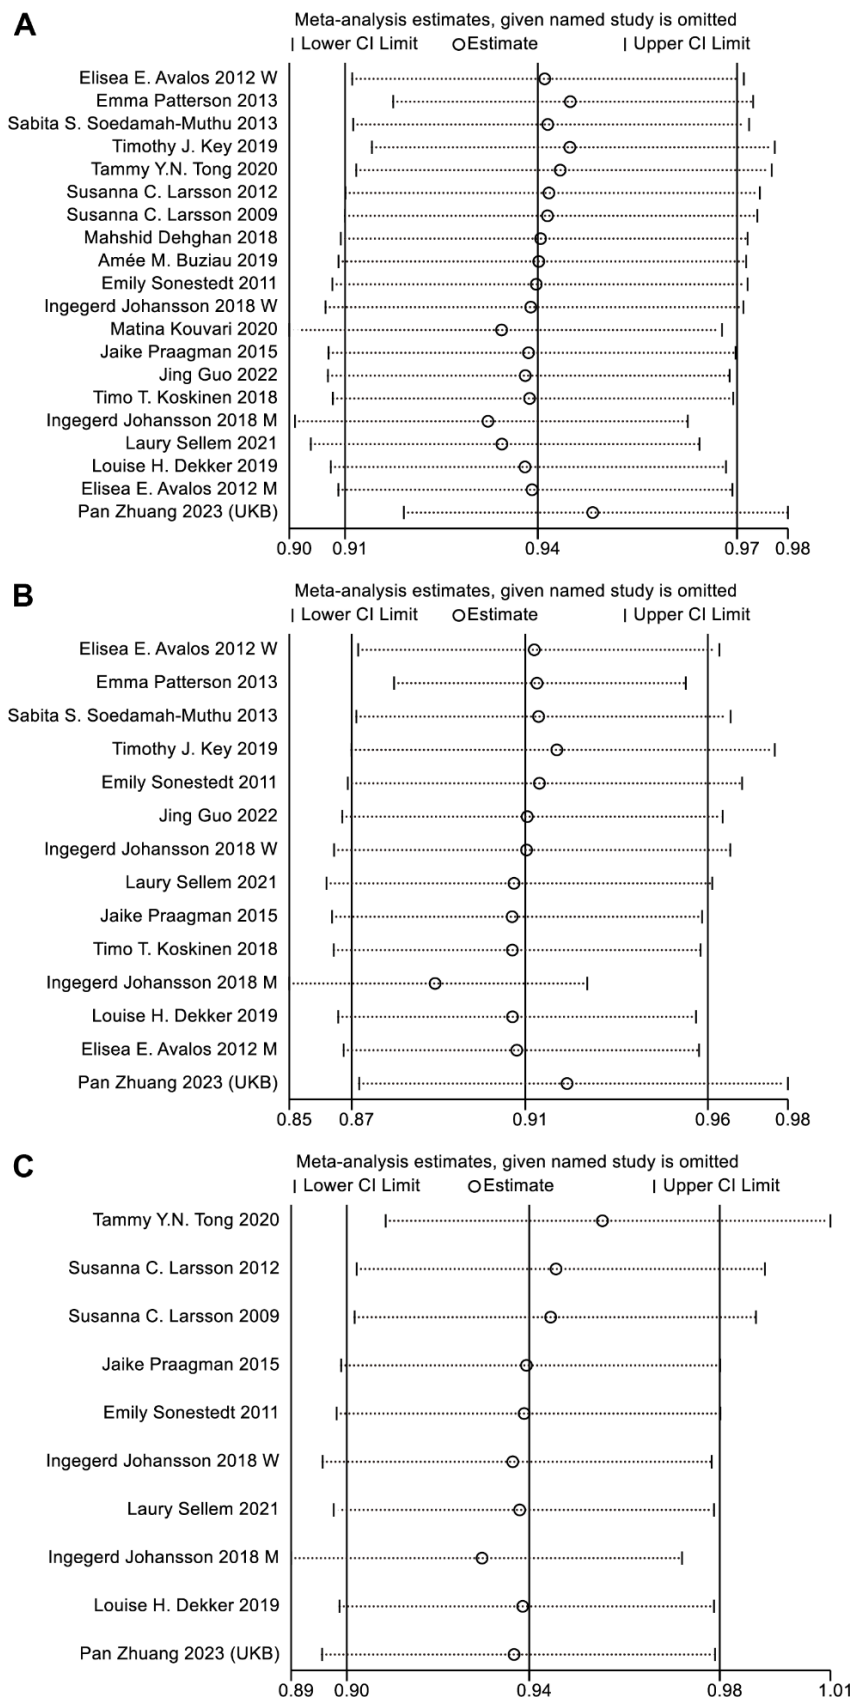 A
Meta-analysis estimates, given named study is omitted
Lower CI Limit Estimate Upper CI Limit
Elisea E. Avalos 2012 W
Emma Patterson 2013
Sabita S. Soedamah-Muthu 2013
Timothy J. Key 2019
Tammy Y.N. Tong 2020
Susanna C. Larsson 2012
Susanna C. Larsson 2009
Mahshid Dehghan 2018
Amée M. Buziau 2019
Emily Sonestedt 2011
Ingegerd Johansson 2018 W
Matina Kouvari 2020
Jaike Praagman 2015
Jing Guo 2022
Timo T. Koskinen 2018
Ingegerd Johansson 2018 M
Laury Sellem 2021
Louise H. Dekker 2019
Elisea E. Avalos 2012 M
Pan Zhuang 2023 (UKB)
0.90 0.91 0.94 0.97 0.98
B
Meta-analysis estimates, given named study is omitted
Lower CI Limit Estimate Upper CI Limit
Elisea E. Avalos 2012 W
Emma Patterson 2013
Sabita S. Soedamah-Muthu 2013
Timothy J. Key 2019
Emily Sonestedt 2011
Jing Guo 2022
Ingegerd Johansson 2018 W
Laury Sellem 2021
Jaike Praagman 2015
Timo T. Koskinen 2018
Ingegerd Johansson 2018 M
Louise H. Dekker 2019
Elisea E. Avalos 2012 M
Pan Zhuang 2023 (UKB)
0.85 0.87 0.91 0.96 0.98
C
Meta-analysis estimates, given named study is omitted
Lower CI Limit Estimate Upper CI Limit
Tammy Y.N. Tong 2020
Susanna C. Larsson 2012
Susanna C. Larsson 2009
Jaike Praagman 2015
Emily Sonestedt 2011
Ingegerd Johansson 2018 W
Laury Sellem 2021
Ingegerd Johansson 2018 M
Louise H. Dekker 2019
Pan Zhuang 2023 (UKB)
0.89 0.90 0.94 0.98 1.01